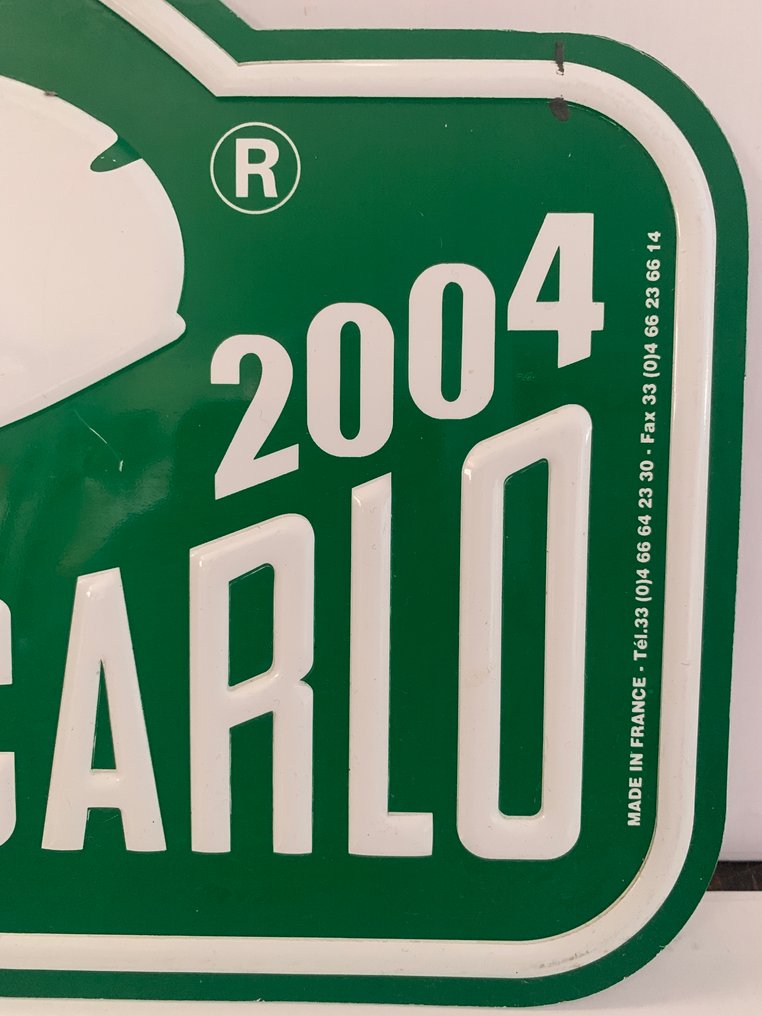 ®
2004
CARLO
MADE IN FRANCE - Tél.33 (0)4 66 64 23 30 - Fax 33 (0)4 66 23 66 14